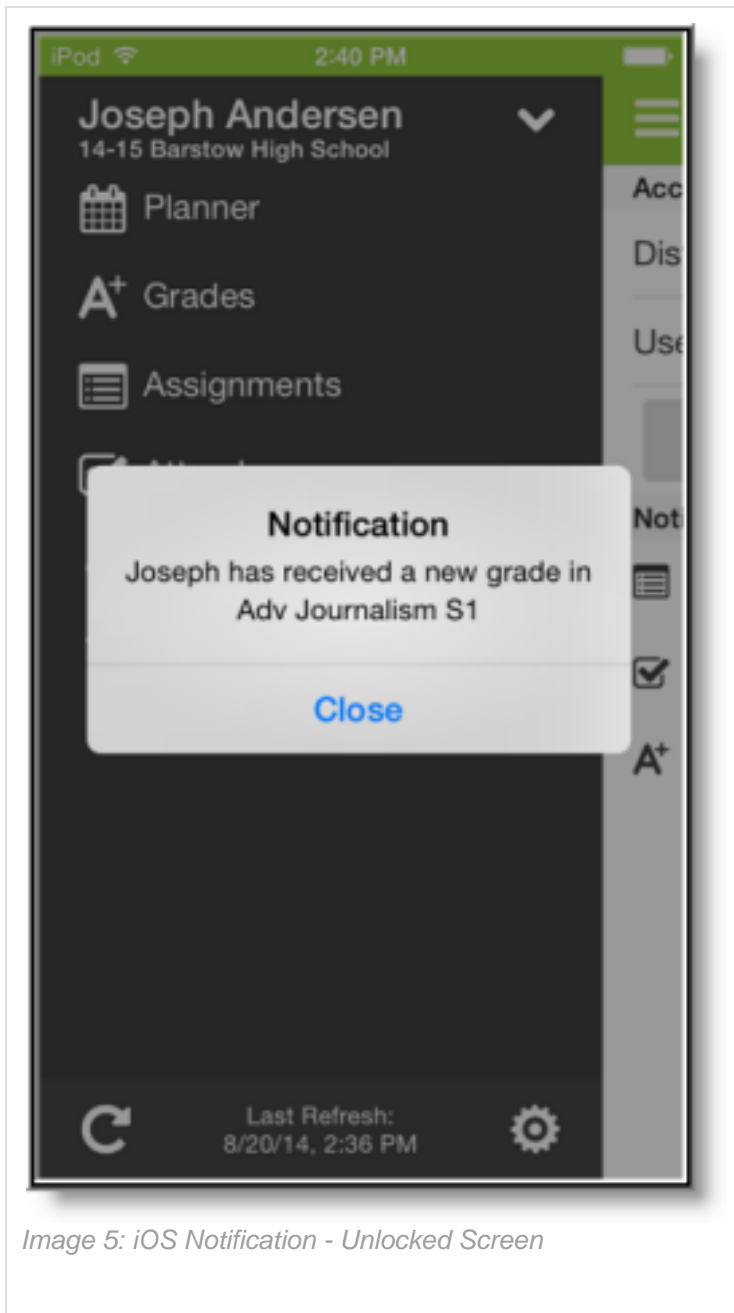 iPod 2:40 PM
Joseph Andersen
14-15 Barstow High School
Planner
A+ Grades
Assignments
Acc
Dis
Use
Noti
A+
Notification
Joseph has received a new grade in
Adv Journalism S1
Close
Last Refresh:
8/20/14, 2:36 PM
Image 5: iOS Notification - Unlocked Screen